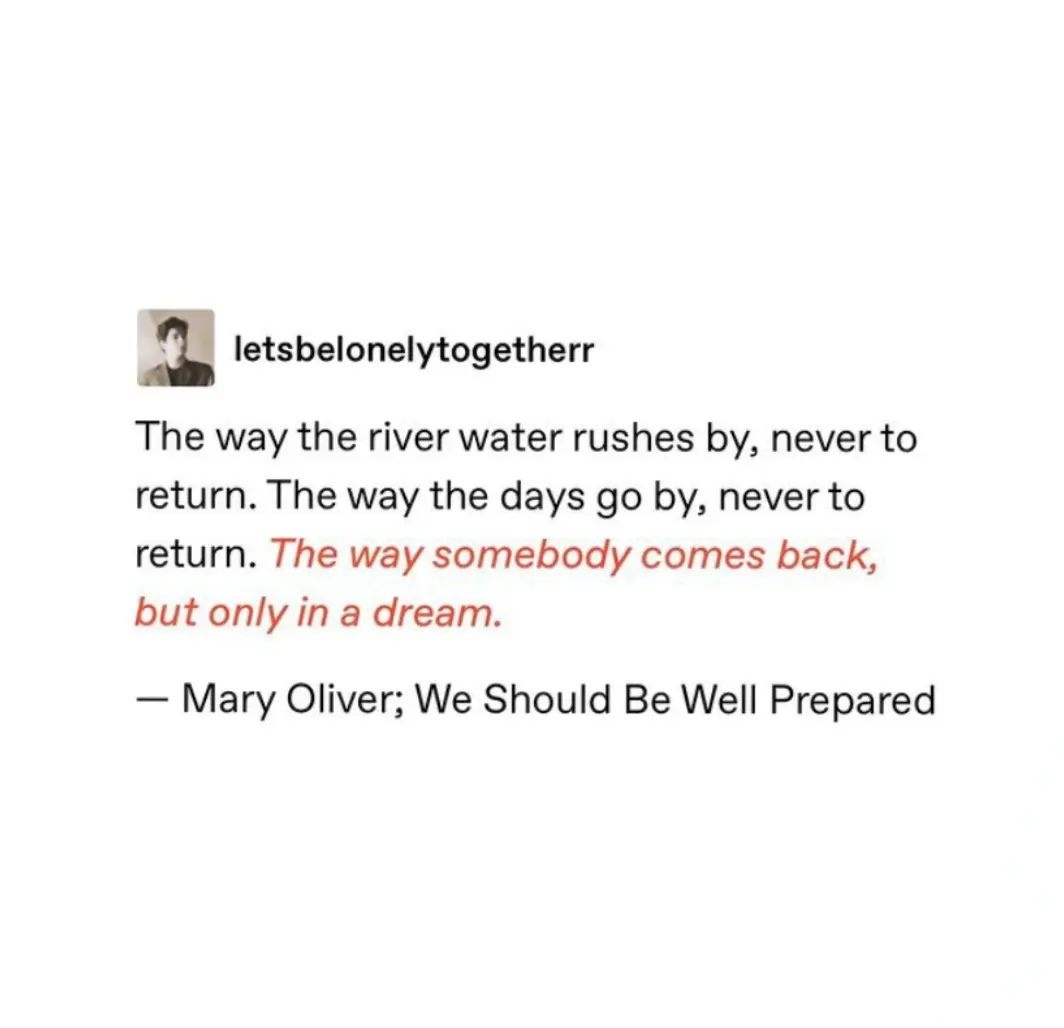 letsbelonelytogetherr
The way the river water rushes by, never to
return. The way the days go by, never to
return. The way somebody comes back,
but only in a dream.
— Mary Oliver; We Should Be Well Prepared